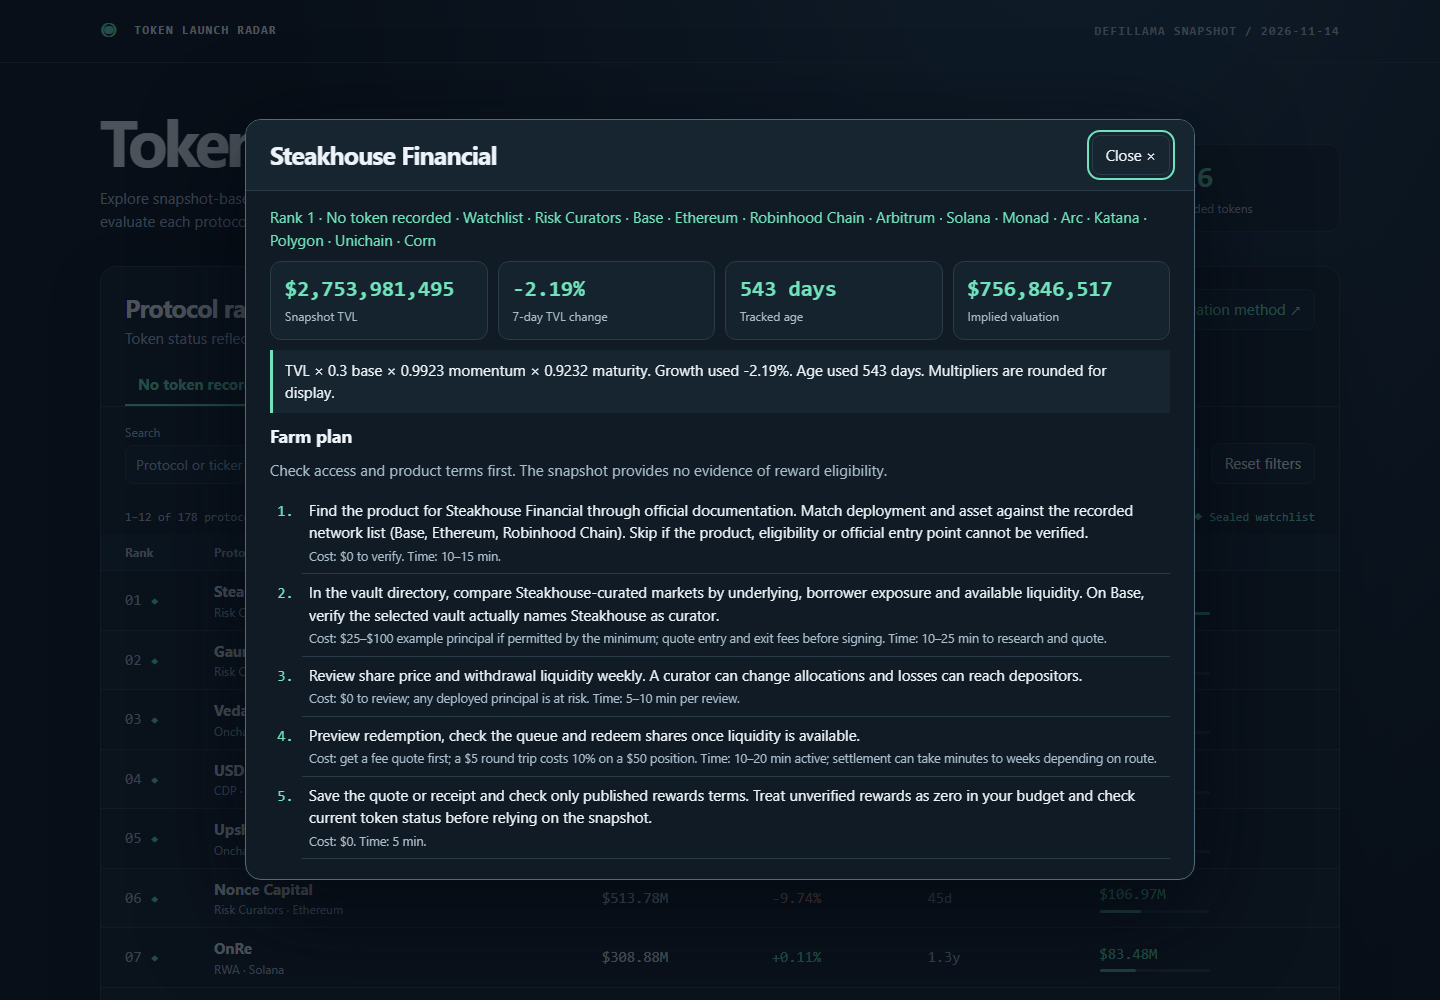 TOKEN LAUNCH RADAR
DEFILLAMA SNAPSHOT / 2026-11-14
Token
6
Explore snapshot-base
evaluate each protoco
ded tokens
Steakhouse Financial
Close ×
Rank 1 · No token recorded · Watchlist · Risk Curators · Base · Ethereum · Robinhood Chain · Arbitrum · Solana · Monad · Arc · Katana ·
Polygon · Unichain · Corn
$2,753,981,495
Snapshot TVL
-2.19%
7-day TVL change
543 days
Tracked age
$756,846,517
Implied valuation
TVL × 0.3 base × 0.9923 momentum × 0.9232 maturity. Growth used -2.19%. Age used 543 days. Multipliers are rounded for
display.
Farm plan
Check access and product terms first. The snapshot provides no evidence of reward eligibility.
1. Find the product for Steakhouse Financial through official documentation. Match deployment and asset against the recorded
network list (Base, Ethereum, Robinhood Chain). Skip if the product, eligibility or official entry point cannot be verified.
Cost: $0 to verify. Time: 10–15 min.
2. In the vault directory, compare Steakhouse-curated markets by underlying, borrower exposure and available liquidity. On Base,
verify the selected vault actually names Steakhouse as curator.
Cost: $25–$100 example principal if permitted by the minimum; quote entry and exit fees before signing. Time: 10–25 min to research and quote.
3. Review share price and withdrawal liquidity weekly. A curator can change allocations and losses can reach depositors.
Cost: $0 to review; any deployed principal is at risk. Time: 5–10 min per review.
4. Preview redemption, check the queue and redeem shares once liquidity is available.
Cost: get a fee quote first; a $5 round trip costs 10% on a $50 position. Time: 10–20 min active; settlement can take minutes to weeks depending on route.
5. Save the quote or receipt and check only published rewards terms. Treat unverified rewards as zero in your budget and check
current token status before relying on the snapshot.
Cost: $0. Time: 5 min.
Protocol ra
ation method ↗
Token status reflec
No token recor
Search
Protocol or ticker
Reset filters
1–12 of 178 protoc
◆ Sealed watchlist
Rank
Proto
01 ◆ Stea
Risk C
02 ◆ Gaun
Risk C
03 ◆ Veda
Oncha
04 ◆ USD
CDP ·
05 ◆ Upsh
Oncha
06 ◆ Nonce Capital $513.78M -9.74% 45d $106.97M
Risk Curators · Ethereum
07 ◆ OnRe $308.88M +0.11% 1.3y $83.48M
RWA · Solana